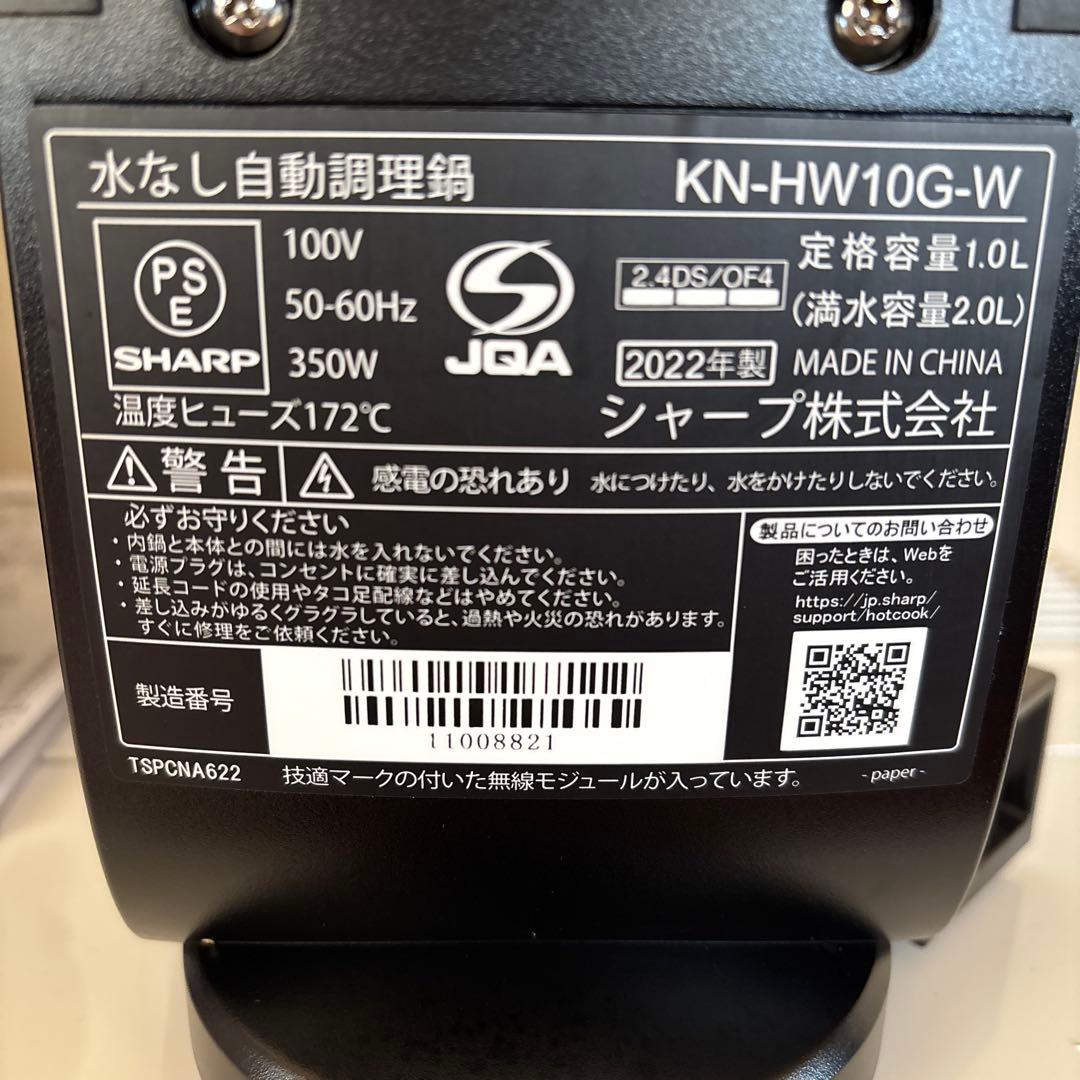 水なし自動調理鍋 KN-HW10G-W
PS
E
SHARP
100V
50-60Hz
350W
JQA
2.4DS/OF4
2022年製
定格容量1.0L
(満水容量2.0L)
MADE IN CHINA
温度ヒューズ172℃
シャープ株式会社
警告 感電の恐れあり 水につけたり、水をかけたりしないでください。
必ずお守りください
・内鍋と本体との間には水を入れないでください。
・電源プラグは、コンセントに確実に差し込んでください。
・延長コードの使用やタコ足配線などはやめてください。
・差し込みがゆるくグラグラしていると、過熱や火災の恐れがあります。
すぐに修理をご依頼ください。
製品についてのお問い合わせ
困ったときは、Webを
ご活用ください。
https://jp.sharp/
support/hotcook/
製造番号
11008821
TSPCNA622
技適マークの付いた無線モジュールが入っています。
- paper -